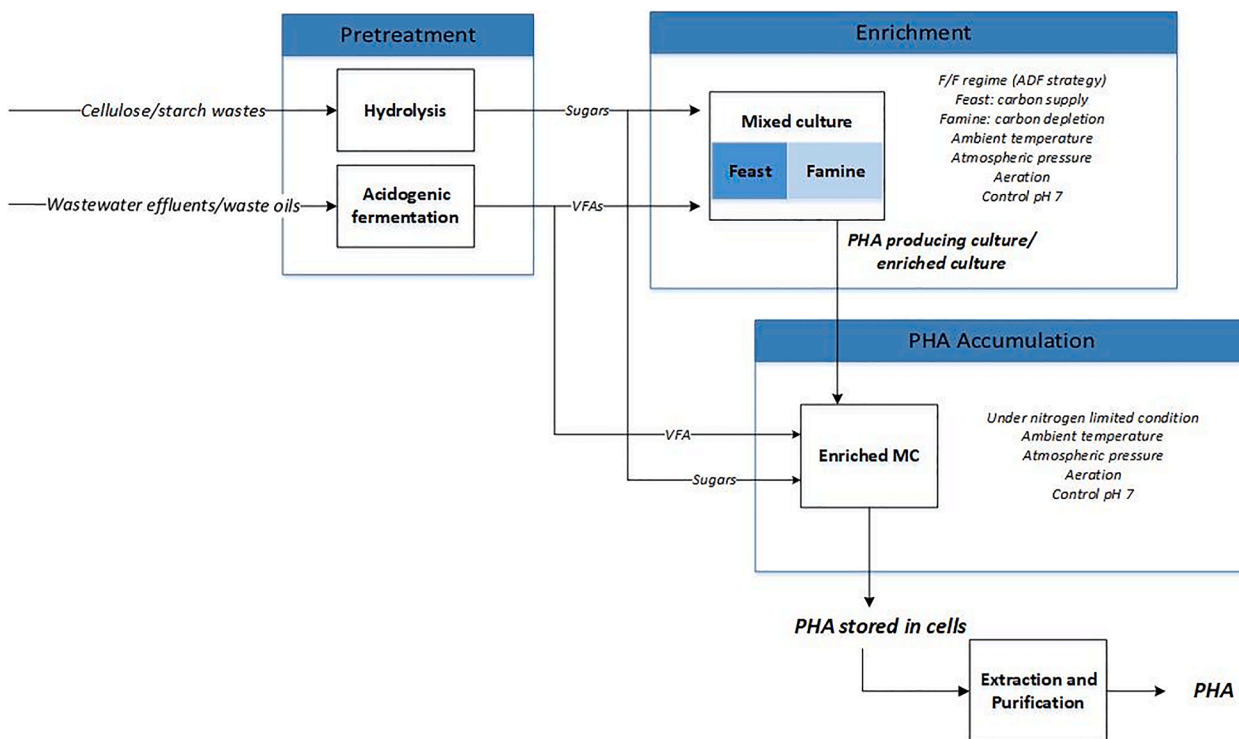 Pretreatment
Cellulose/starch wastes
Hydrolysis
Sugars
Wastewater effluents/waste oils
Acidogenic
fermentation
VFAs
Enrichment
Mixed culture
Feast
Famine
F/F regime (ADF strategy)
Feast: carbon supply
Famine: carbon depletion
Ambient temperature
Atmospheric pressure
Aeration
Control pH 7
PHA producing culture/
enriched culture
PHA Accumulation
VFA
Sugars
Enriched MC
Under nitrogen limited condition
Ambient temperature
Atmospheric pressure
Aeration
Control pH 7
PHA stored in cells
Extraction and
Purification
PHA